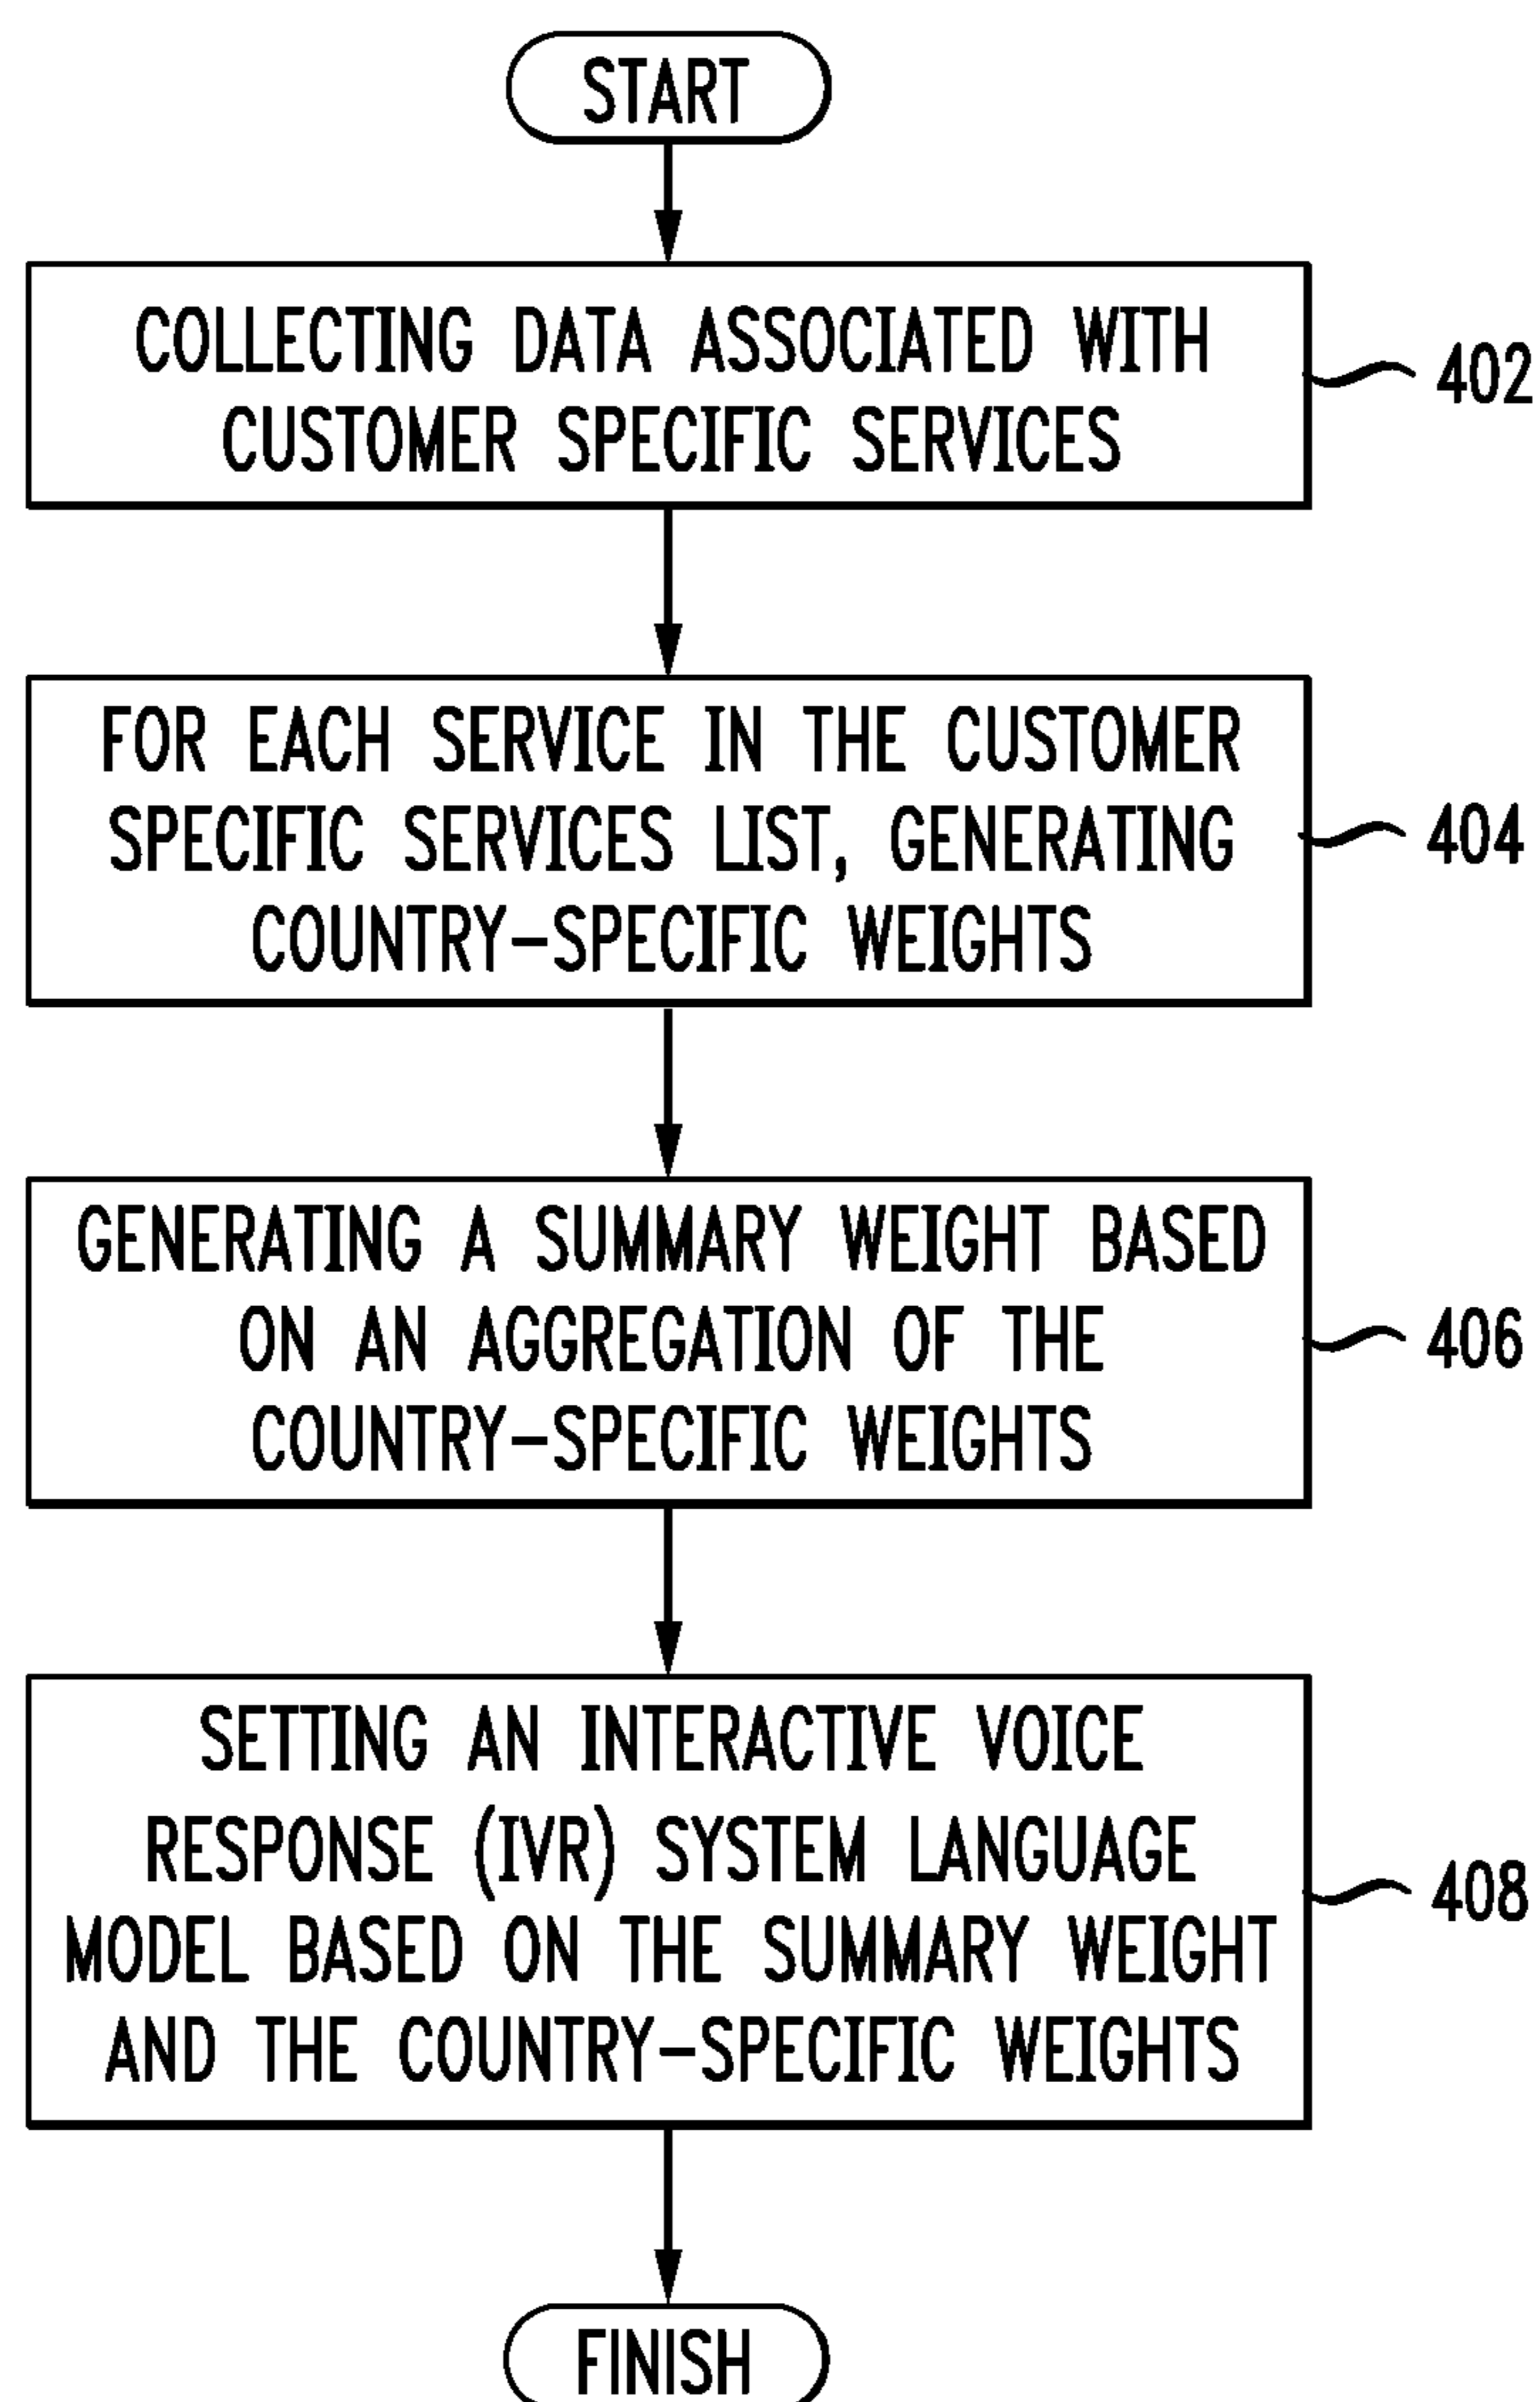 START
COLLECTING DATA ASSOCIATED WITH
CUSTOMER SPECIFIC SERVICES
402
FOR EACH SERVICE IN THE CUSTOMER
SPECIFIC SERVICES LIST, GENERATING
COUNTRY-SPECIFIC WEIGHTS
404
GENERATING A SUMMARY WEIGHT BASED
ON AN AGGREGATION OF THE
COUNTRY-SPECIFIC WEIGHTS
406
SETTING AN INTERACTIVE VOICE
RESPONSE (IVR) SYSTEM LANGUAGE
MODEL BASED ON THE SUMMARY WEIGHT
AND THE COUNTRY-SPECIFIC WEIGHTS
408
FINISH